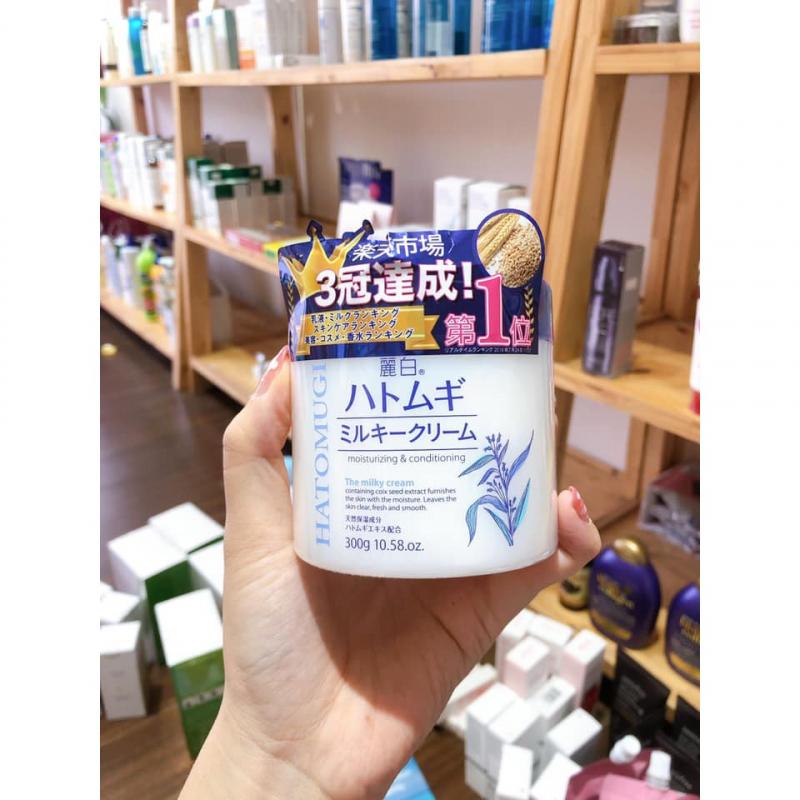 楽天市場
3冠達成!
乳液・ミルクランキング
スキンケアランキング
美容・コスメ・香水ランキング
第1位
麗白®
ハトムギ
ミルキークリーム
moisturizing & conditioning
The milky cream
containing coix seed extract furnishes
the skin with the moisture. Leaves the
skin clear, fresh and smooth.
天然保湿成分
ハトムギエキス配合
300g 10.58.oz.
HATOMUGI